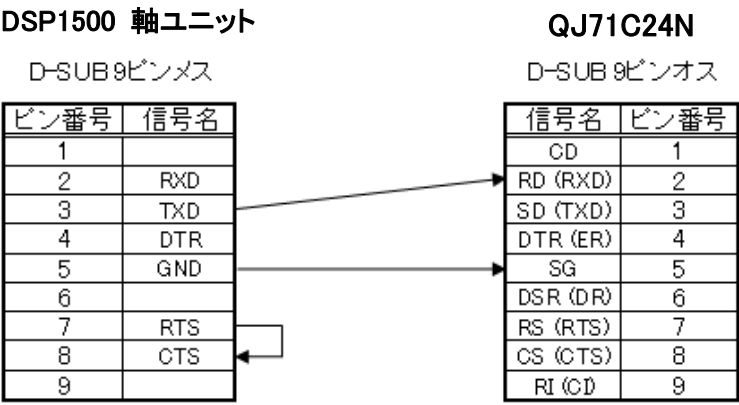 DSP1500 軸ユニット
QJ71C24N
D-SUB 9ピンメス
D-SUB 9ピンオス
ピン番号 信号名
信号名 ピン番号
1
CD 1
2 RXD
RD (RXD) 2
3 TXD
SD (TXD) 3
4 DTR
DTR (ER) 4
5 GND
SG 5
6
DSR (DR) 6
7 RTS
RS (RTS) 7
8 CTS
CS (CTS) 8
9
RI (CI) 9